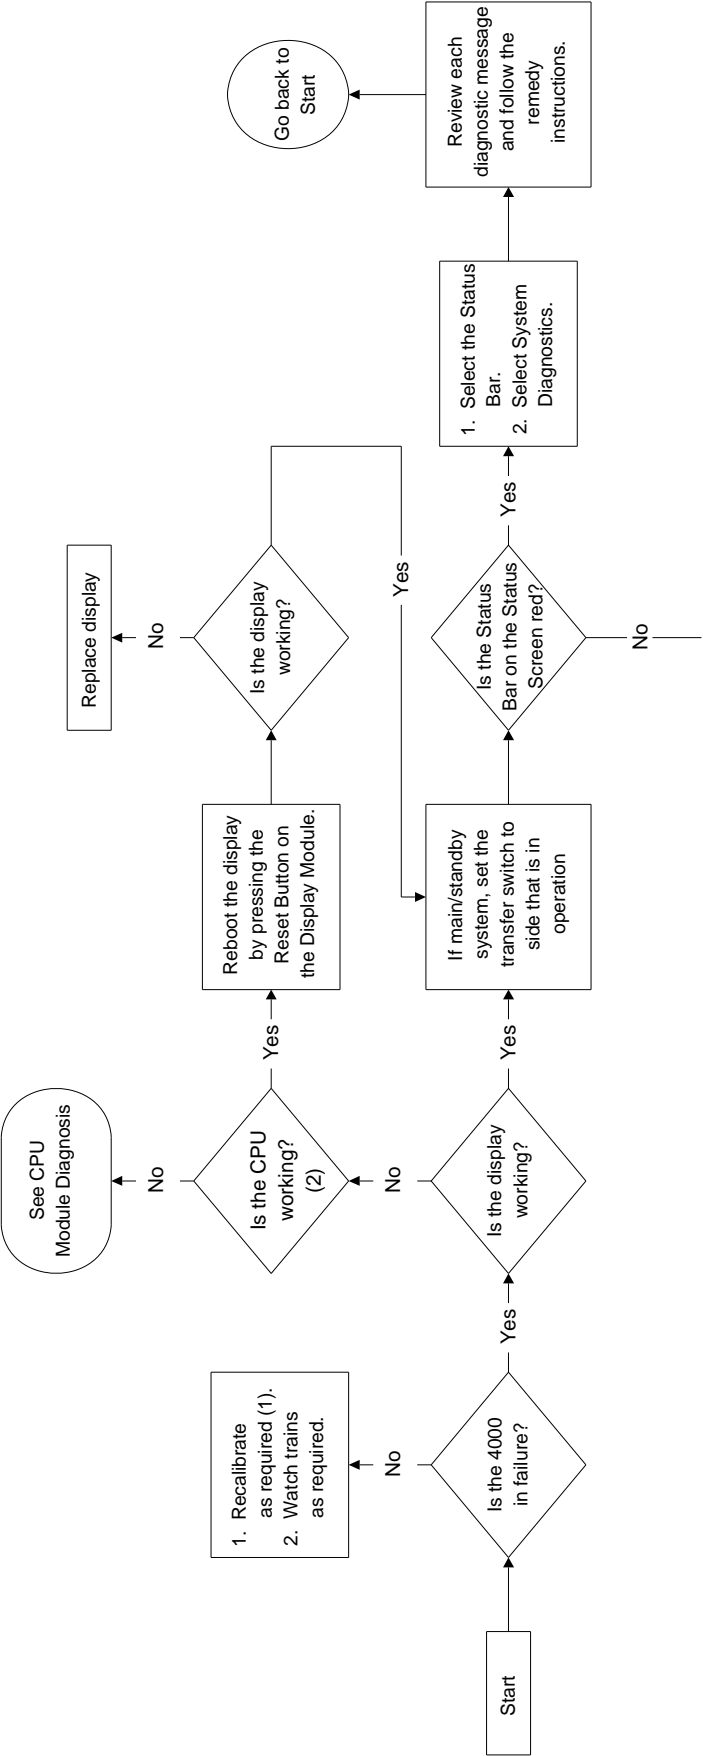 Start
Is the 4000
in failure?
No
1. Recalibrate
as required (1).
2. Watch trains
as required.
Yes
Is the display
working?
No
Is the CPU
working?
(2)
No
See CPU
Module Diagnosis
Yes
Reboot the display
by pressing the
Reset Button on
the Display Module.
Is the display
working?
No
Replace display
Yes
Yes
If main/standby
system, set the
transfer switch to
side that is in
operation
Is the Status
Bar on the Status
Screen red?
No
Yes
1. Select the Status
Bar.
2. Select System
Diagnostics.
Review each
diagnostic message
and follow the
remedy
instructions.
Go back to
Start